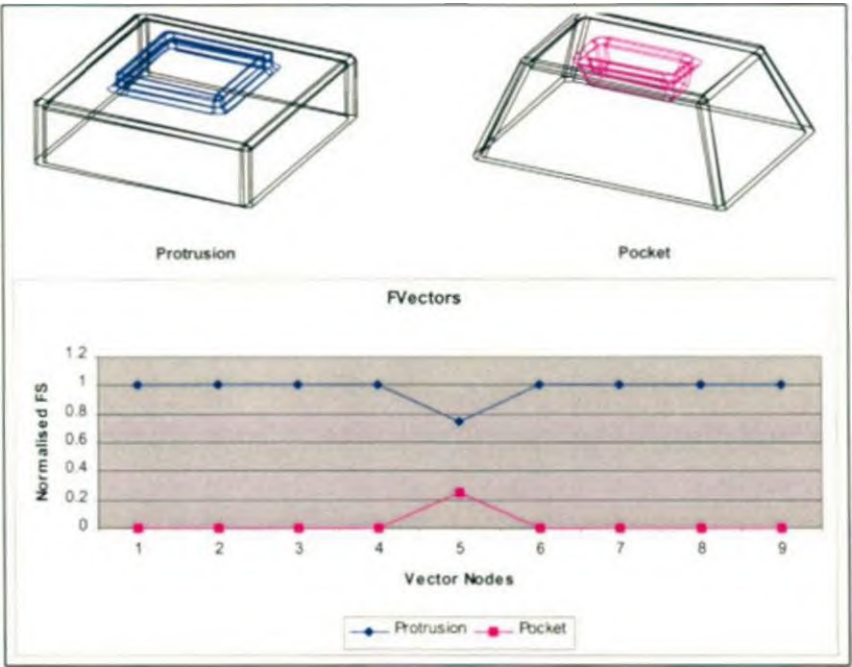 Protrusion
Pocket
FVectors
Normalised FS
1 2
1
0.8
0.6
0.4
0.2
0
1 2 3 4 5 6 7 8 9
Vector Nodes
Protrusion Pocket